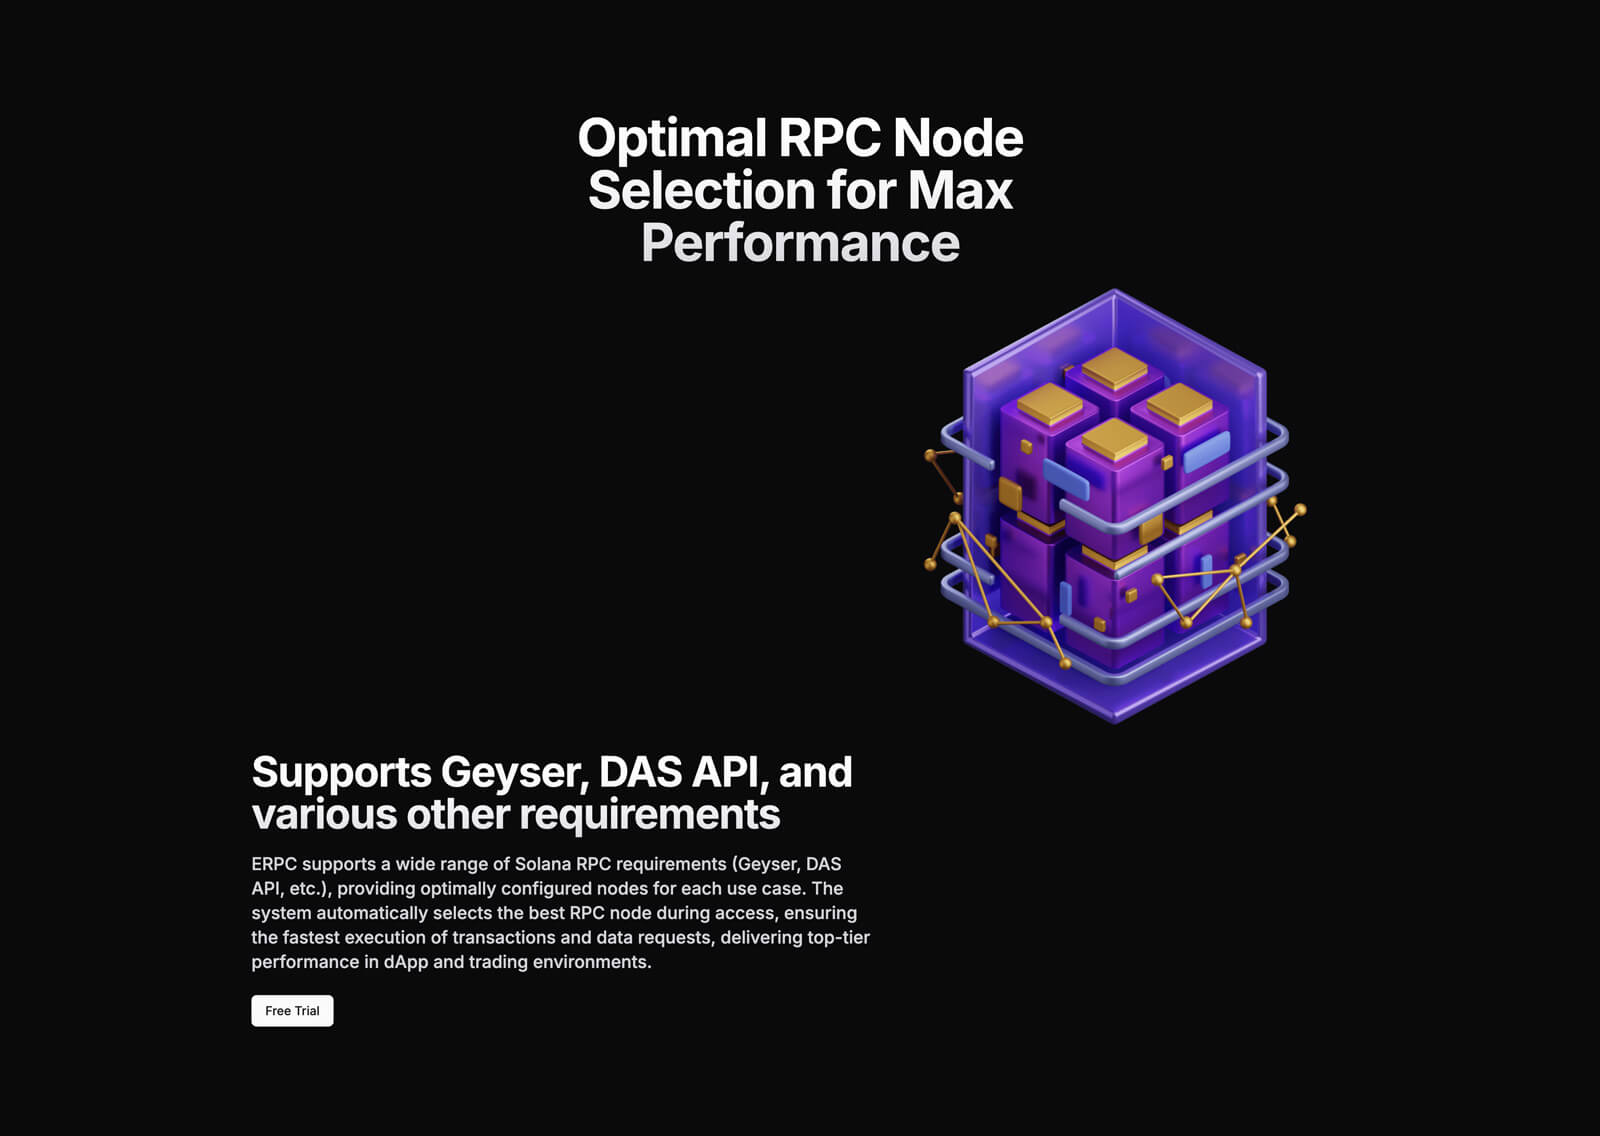 Optimal RPC Node
Selection for Max
Performance
Supports Geyser, DAS API, and
various other requirements
ERPC supports a wide range of Solana RPC requirements (Geyser, DAS
API, etc.), providing optimally configured nodes for each use case. The
system automatically selects the best RPC node during access, ensuring
the fastest execution of transactions and data requests, delivering top-tier
performance in dApp and trading environments.
Free Trial